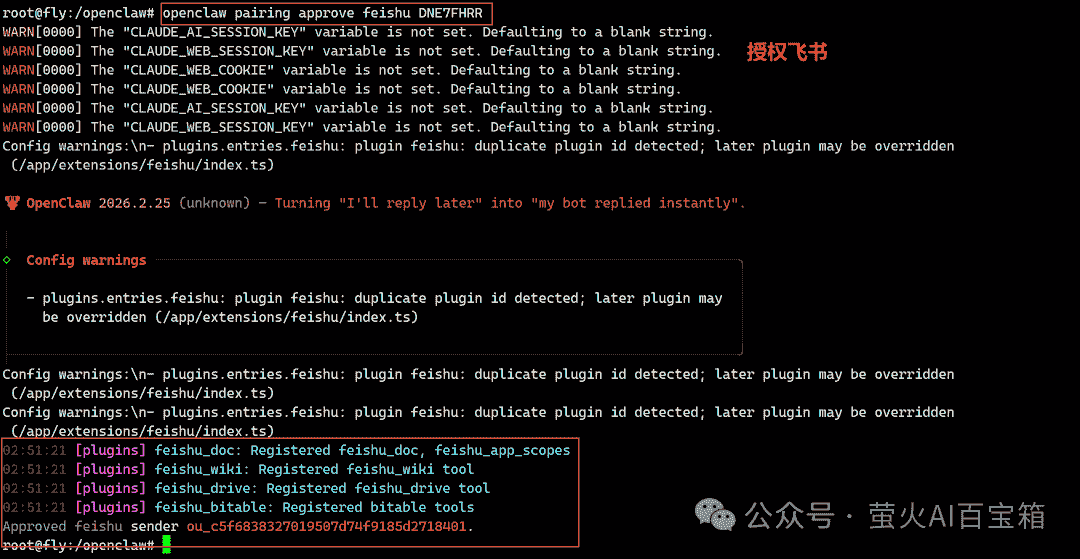 root@fly:/openclaw# openclaw pairing approve feishu DNE7FHRR
WARN[0000] The "CLAUDE_AI_SESSION_KEY" variable is not set. Defaulting to a blank string.
WARN[0000] The "CLAUDE_WEB_SESSION_KEY" variable is not set. Defaulting to a blank string.
授权飞书
WARN[0000] The "CLAUDE_WEB_COOKIE" variable is not set. Defaulting to a blank string.
WARN[0000] The "CLAUDE_WEB_COOKIE" variable is not set. Defaulting to a blank string.
WARN[0000] The "CLAUDE_AI_SESSION_KEY" variable is not set. Defaulting to a blank string.
WARN[0000] The "CLAUDE_WEB_SESSION_KEY" variable is not set. Defaulting to a blank string.
Config warnings:\n- plugins.entries.feishu: plugin feishu: duplicate plugin id detected; later plugin may be overridden
(/app/extensions/feishu/index.ts)
OpenClaw 2026.2.25 (unknown) — Turning "I'll reply later" into "my bot replied instantly".
Config warnings
- plugins.entries.feishu: plugin feishu: duplicate plugin id detected; later plugin may
be overridden (/app/extensions/feishu/index.ts)
Config warnings:\n- plugins.entries.feishu: plugin feishu: duplicate plugin id detected; later plugin may be overridden
(/app/extensions/feishu/index.ts)
Config warnings:\n- plugins.entries.feishu: plugin feishu: duplicate plugin id detected; later plugin may be overridden
(/app/extensions/feishu/index.ts)
02:51:21 [plugins] feishu_doc: Registered feishu_doc, feishu_app_scopes
02:51:21 [plugins] feishu_wiki: Registered feishu_wiki tool
02:51:21 [plugins] feishu_drive: Registered feishu_drive tool
02:51:21 [plugins] feishu_bitable: Registered bitable tools
Approved feishu sender ou_c5f6838327019507d74f9185d2718401.
root@fly:/openclaw#
公众号 · 萤火AI百宝箱